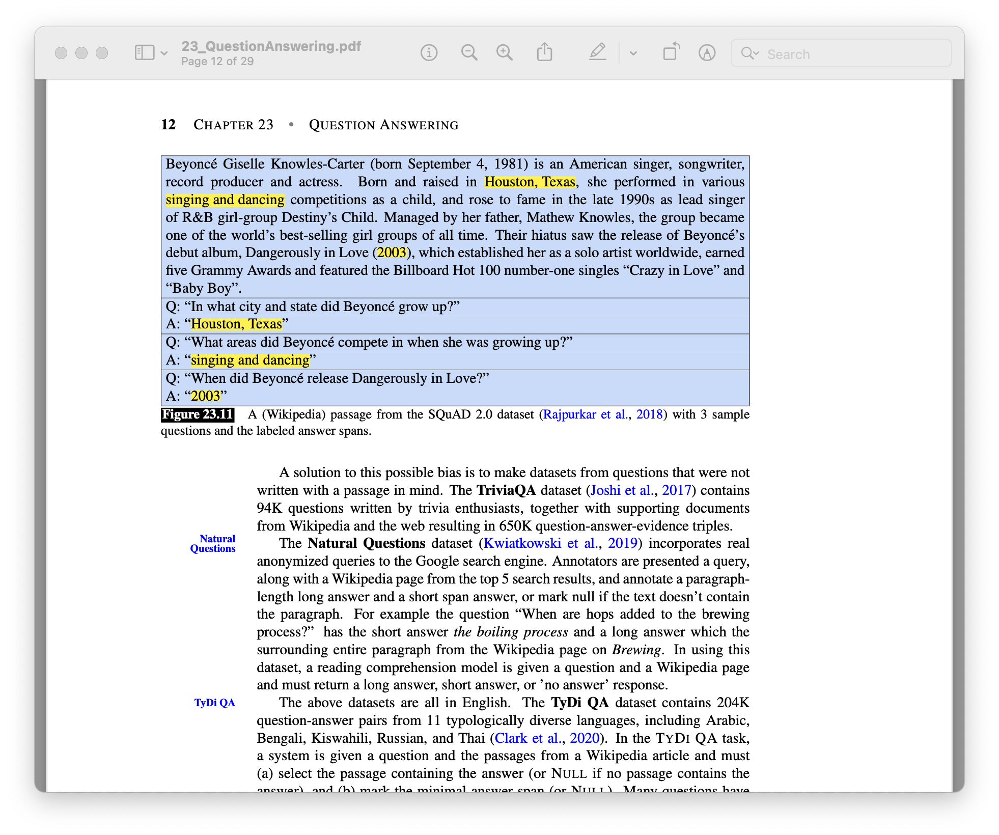 23_QuestionAnswering.pdf
Page 12 of 29
Search
12 CHAPTER 23 • QUESTION ANSWERING
Beyoncé Giselle Knowles-Carter (born September 4, 1981) is an American singer, songwriter,
record producer and actress. Born and raised in Houston, Texas, she performed in various
singing and dancing competitions as a child, and rose to fame in the late 1990s as lead singer
of R&B girl-group Destiny’s Child. Managed by her father, Mathew Knowles, the group became
one of the world’s best-selling girl groups of all time. Their hiatus saw the release of Beyoncé’s
debut album, Dangerously in Love (2003), which established her as a solo artist worldwide, earned
five Grammy Awards and featured the Billboard Hot 100 number-one singles “Crazy in Love” and
“Baby Boy”.
Q: “In what city and state did Beyoncé grow up?”
A: “Houston, Texas”
Q: “What areas did Beyoncé compete in when she was growing up?”
A: “singing and dancing”
Q: “When did Beyoncé release Dangerously in Love?”
A: “2003”
Figure 23.11 A (Wikipedia) passage from the SQuAD 2.0 dataset (Rajpurkar et al., 2018) with 3 sample
questions and the labeled answer spans.
A solution to this possible bias is to make datasets from questions that were not
written with a passage in mind. The TriviaQA dataset (Joshi et al., 2017) contains
94K questions written by trivia enthusiasts, together with supporting documents
from Wikipedia and the web resulting in 650K question-answer-evidence triples.
Natural
Questions
The Natural Questions dataset (Kwiatkowski et al., 2019) incorporates real
anonymized queries to the Google search engine. Annotators are presented a query,
along with a Wikipedia page from the top 5 search results, and annotate a paragraph-
length long answer and a short span answer, or mark null if the text doesn’t contain
the paragraph. For example the question “When are hops added to the brewing
process?” has the short answer the boiling process and a long answer which the
surrounding entire paragraph from the Wikipedia page on Brewing. In using this
dataset, a reading comprehension model is given a question and a Wikipedia page
and must return a long answer, short answer, or ’no answer’ response.
TyDi QA
The above datasets are all in English. The TyDi QA dataset contains 204K
question-answer pairs from 11 typologically diverse languages, including Arabic,
Bengali, Kiswahili, Russian, and Thai (Clark et al., 2020). In the TYDI QA task,
a system is given a question and the passages from a Wikipedia article and must
(a) select the passage containing the answer (or NULL if no passage contains the
answer), and (b) mark the minimal answer span (or NULL). Many questions have